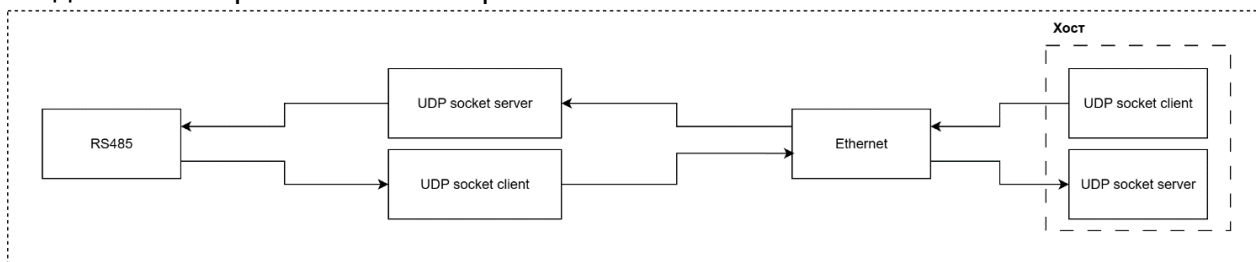 Хост
UDP socket server
UDP socket client
RS485
Ethernet
UDP socket client
UDP socket server